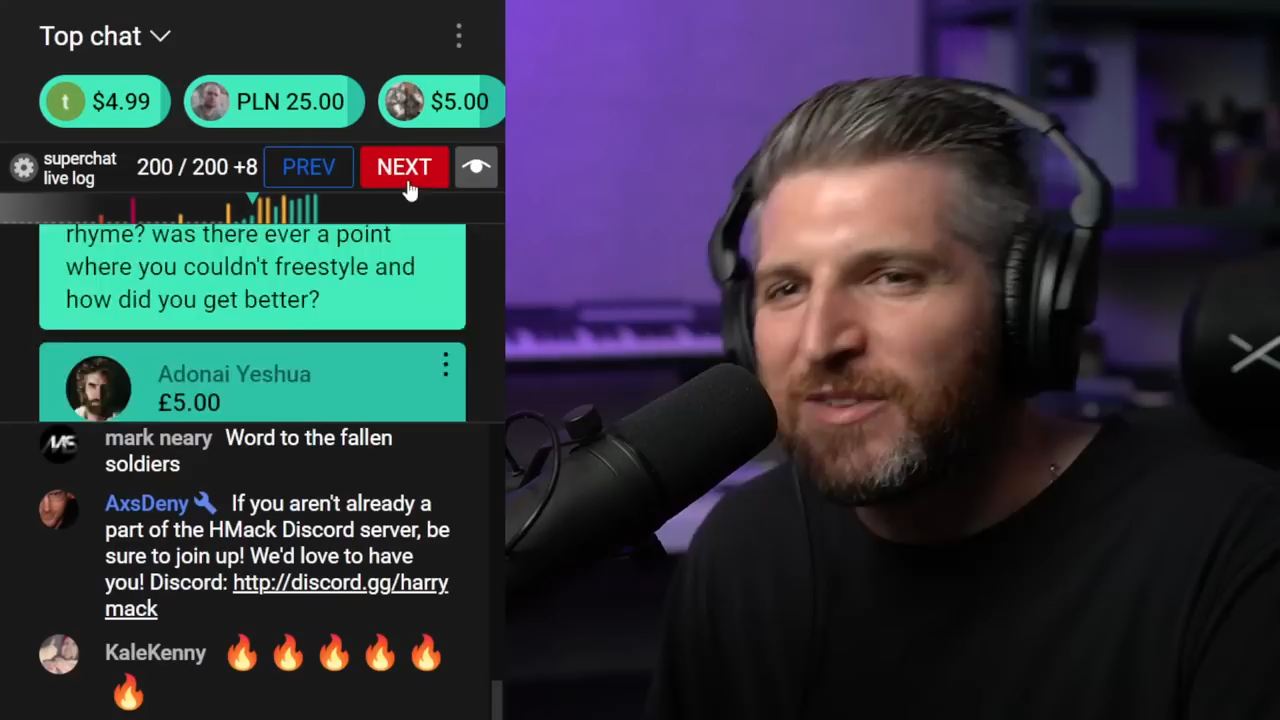 Top chat
t $4.99 PLN 25.00 $5.00
superchat
live log
200 / 200 +8 PREV NEXT
rhyme? was there ever a point
where you couldn't freestyle and
how did you get better?
Adonai Yeshua
£5.00
mark neary Word to the fallen
soldiers
AxsDeny If you aren't already a
part of the HMack Discord server, be
sure to join up! We'd love to have
you! Discord: http://discord.gg/harry
mack
KaleKenny